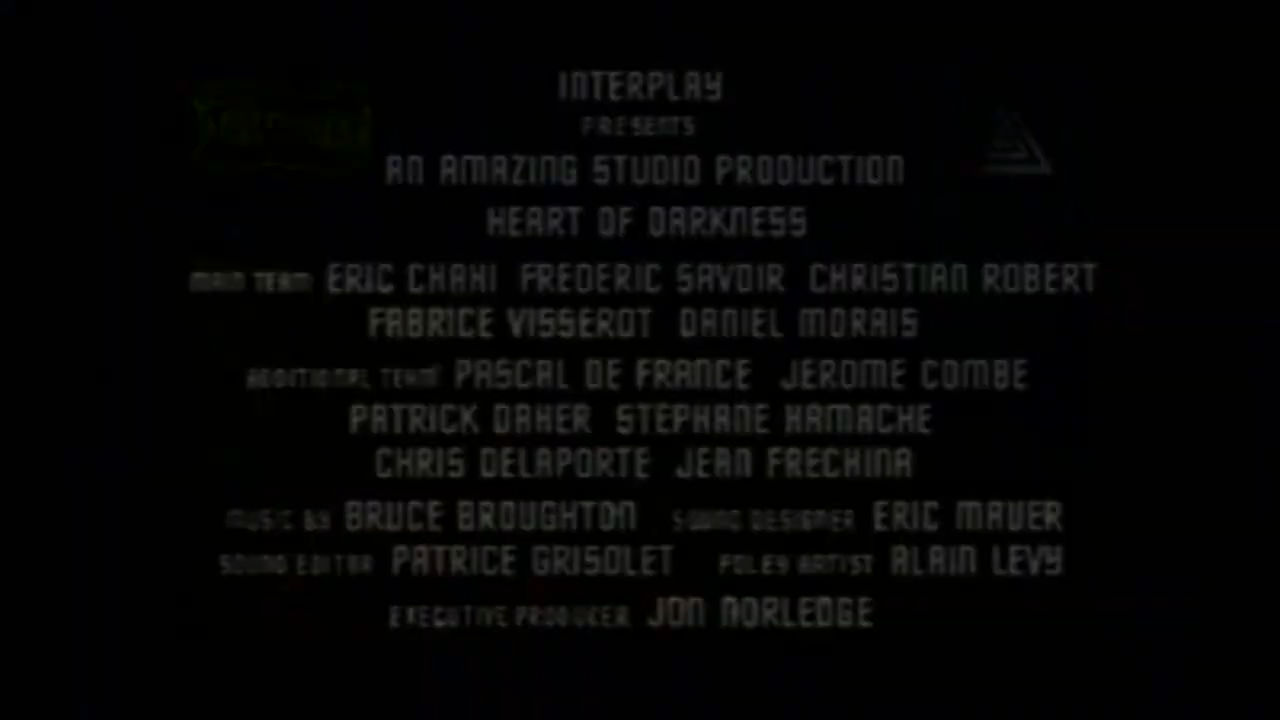 INTERPLAY
PRESENTS
AN AMAZING STUDIO PRODUCTION
HEART OF DARKNESS
MAIN TEAM ERIC CHAHI FREDERIC SAVOIR CHRISTIAN ROBERT
FABRICE VISSEROT DANIEL MORAIS
ADDITIONAL TEAM PASCAL DE FRANCE JEROME COMBE
PATRICK DAHER STEPHANE HAMACHE
CHRIS DELAPORTE JEAN FRECHINA
MUSIC BY BRUCE BROUGHTON SOUND DESIGNER ERIC MAUER
SOUND EDITOR PATRICE GRISOLET FOLEY ARTIST ALAIN LEVY
EXECUTIVE PRODUCER JON NORLEDGE